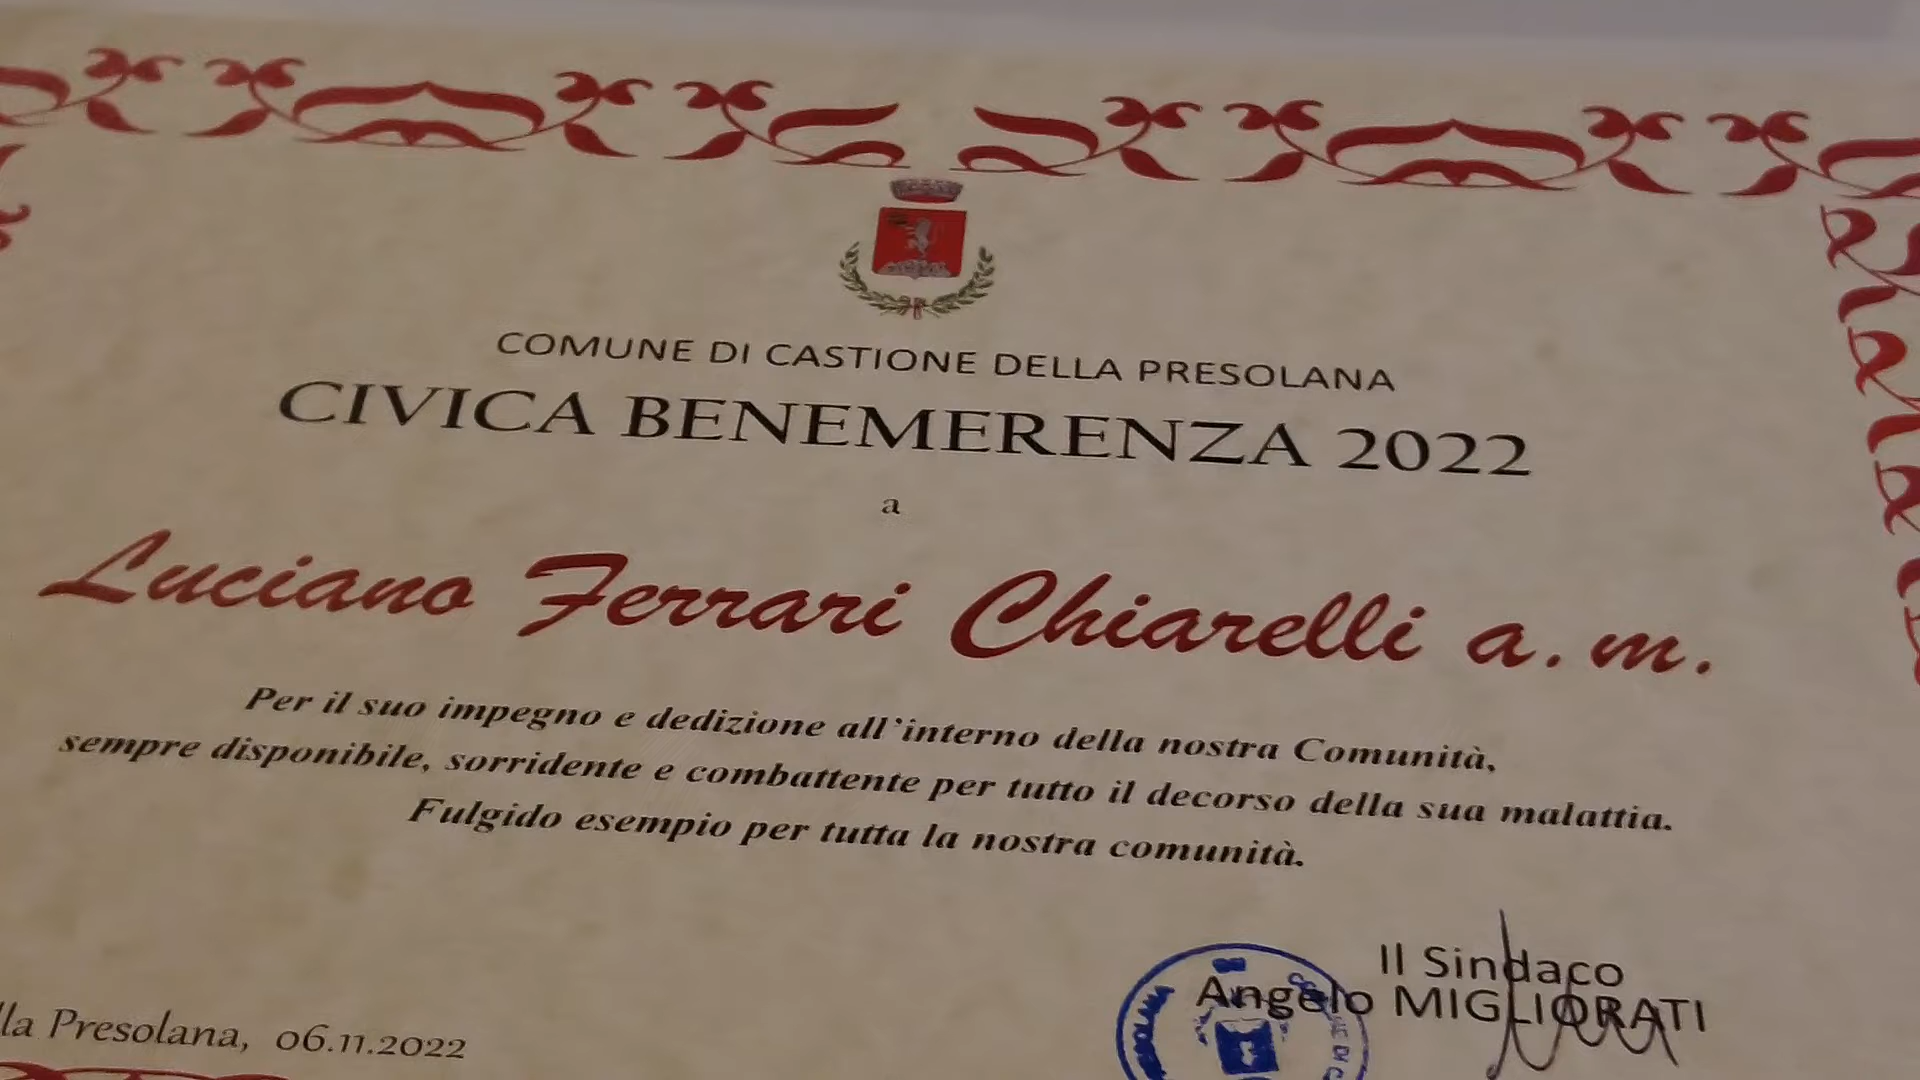 COMUNE DI CASTIONE DELLA PRESOLANA
CIVICA BENEMERENZA 2022
a
Luciano Ferrari Chiarelli a.m.
Per il suo impegno e dedizione all'interno della nostra Comunità,
sempre disponibile, sorridente e combattente per tutto il decorso della sua malattia.
Fulgido esempio per tutta la nostra comunità.
Il Sindaco
Angelo MIGLIORATI
lla Presolana, 06.11.2022